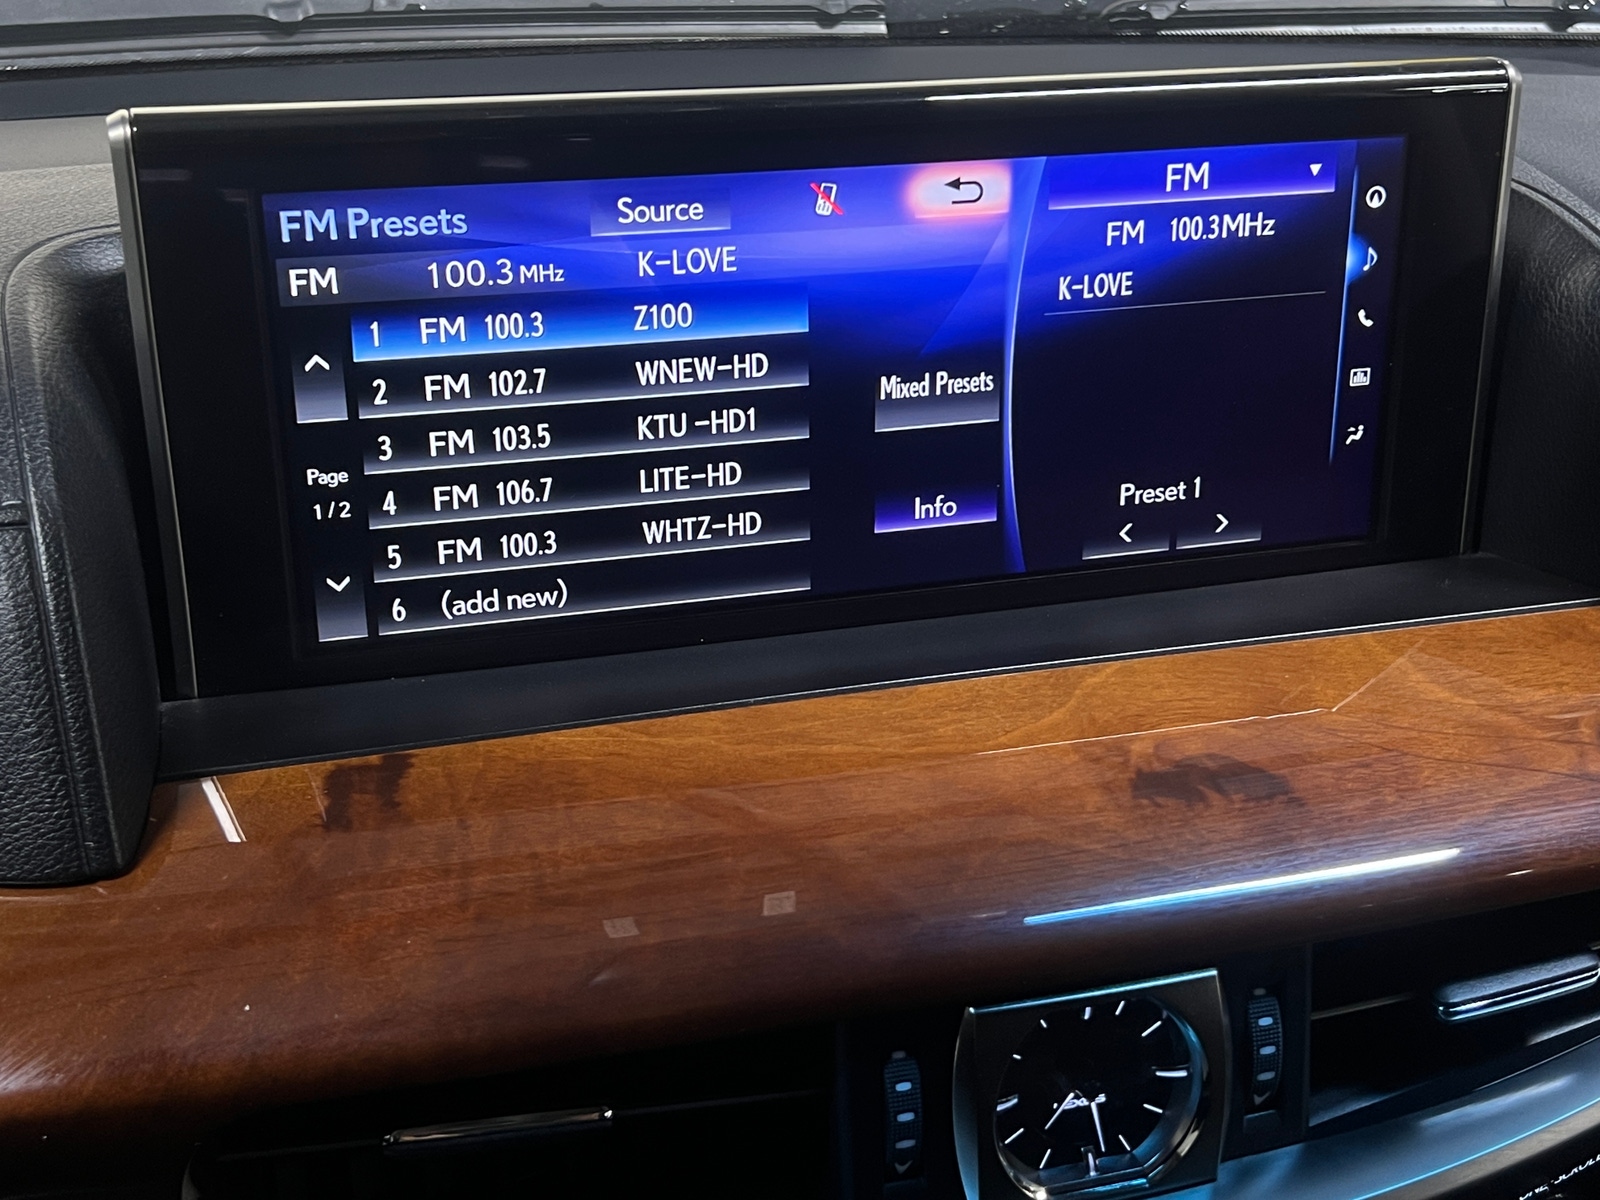 FM Presets Source
FM 100.3 MHz K-LOVE
1 FM 100.3 Z100
2 FM 102.7 WNEW-HD
3 FM 103.5 KTU -HD1
4 FM 106.7 LITE-HD
5 FM 100.3 WHTZ-HD
6 (add new)
Page
1/2
Mixed Presets
Info
FM
FM 100.3MHz
K-LOVE
Preset 1
LEXUS